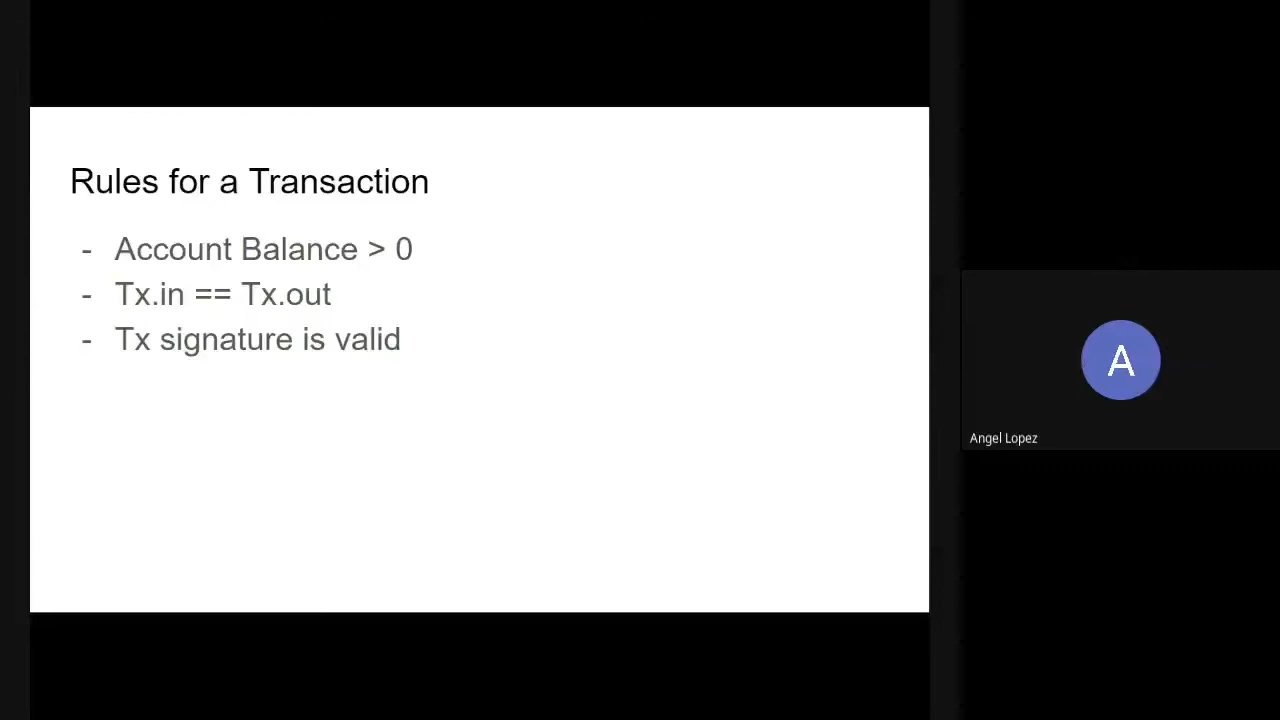 Rules for a Transaction
- Account Balance > 0
- Tx.in == Tx.out
- Tx signature is valid
A
Angel Lopez